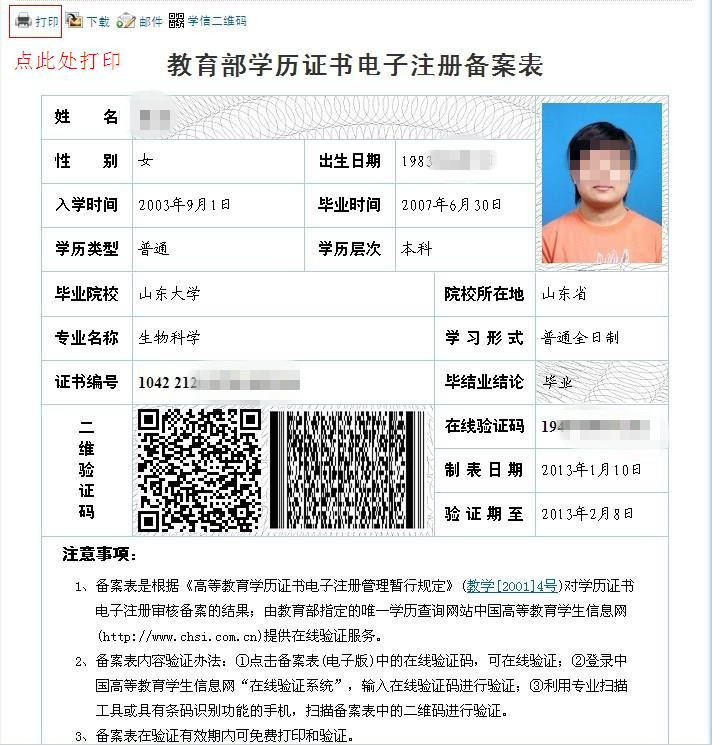 打印 下载 邮件 学信二维码
点此处打印
教育部学历证书电子注册备案表
姓 名
性 别 女 出生日期 1983
入学时间 2003年9月1日 毕业时间 2007年6月30日
学历类型 普通 学历层次 本科
毕业院校 山东大学 院校所在地 山东省
专业名称 生物科学 学习形式 普通全日制
证书编号 1042 212 毕结业结论 毕业
二维验证码 在线验证码 194
制表日期 2013年1月10日
验证期至 2013年2月8日
注意事项：
1、备案表是根据《高等教育学历证书电子注册管理暂行规定》(教学[2001]4号)对学历证书
电子注册审核备案的结果；由教育部指定的唯一学历查询网站中国高等教育学生信息网
(http://www.chsi.com.cn)提供在线验证服务。
2、备案表内容验证办法：①点击备案表(电子版)中的在线验证码，可在线验证；②登录中
国高等教育学生信息网“在线验证系统”，输入在线验证码进行验证；③利用专业扫描
工具或具有条码识别功能的手机，扫描备案表中的二维码进行验证。
3、备案表在验证有效期内可免费打印和验证。